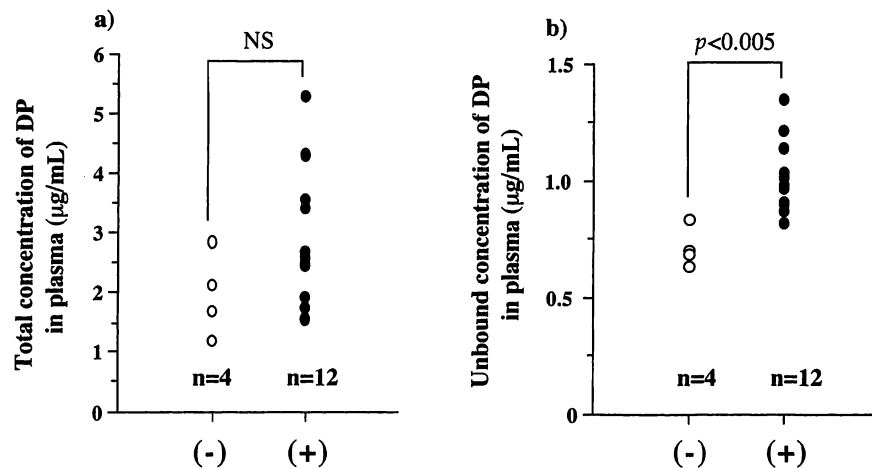 a)
NS
6
5
4
3
2
1
0
Total concentration of DP
in plasma (μg/mL)
n=4
n=12
(-)
(+)
b)
p<0.005
1.5
1.0
0.5
0
Unbound concentration of DP
in plasma (μg/mL)
n=4
n=12
(-)
(+)